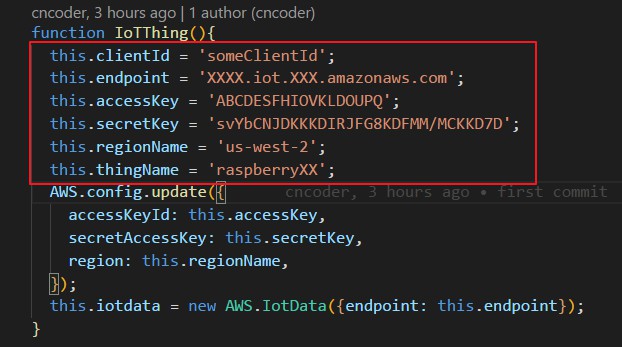 cncoder, 3 hours ago | 1 author (cncoder)
function IoTThing(){
this.clientId = 'someClientId';
this.endpoint = 'XXXX.iot.XXX.amazonaws.com';
this.accessKey = 'ABCDESFHIOVKLDOUPQ';
this.secretKey = 'svYbCNJDKKKDIRJFG8KDFMM/MCKKD7D';
this.regionName = 'us-west-2';
this.thingName = 'raspberryXX';
AWS.config.update({ cncoder, 3 hours ago • first commit
accessKeyId: this.accessKey,
secretAccessKey: this.secretKey,
region: this.regionName,
});
this.iotdata = new AWS.IotData({endpoint: this.endpoint});
}